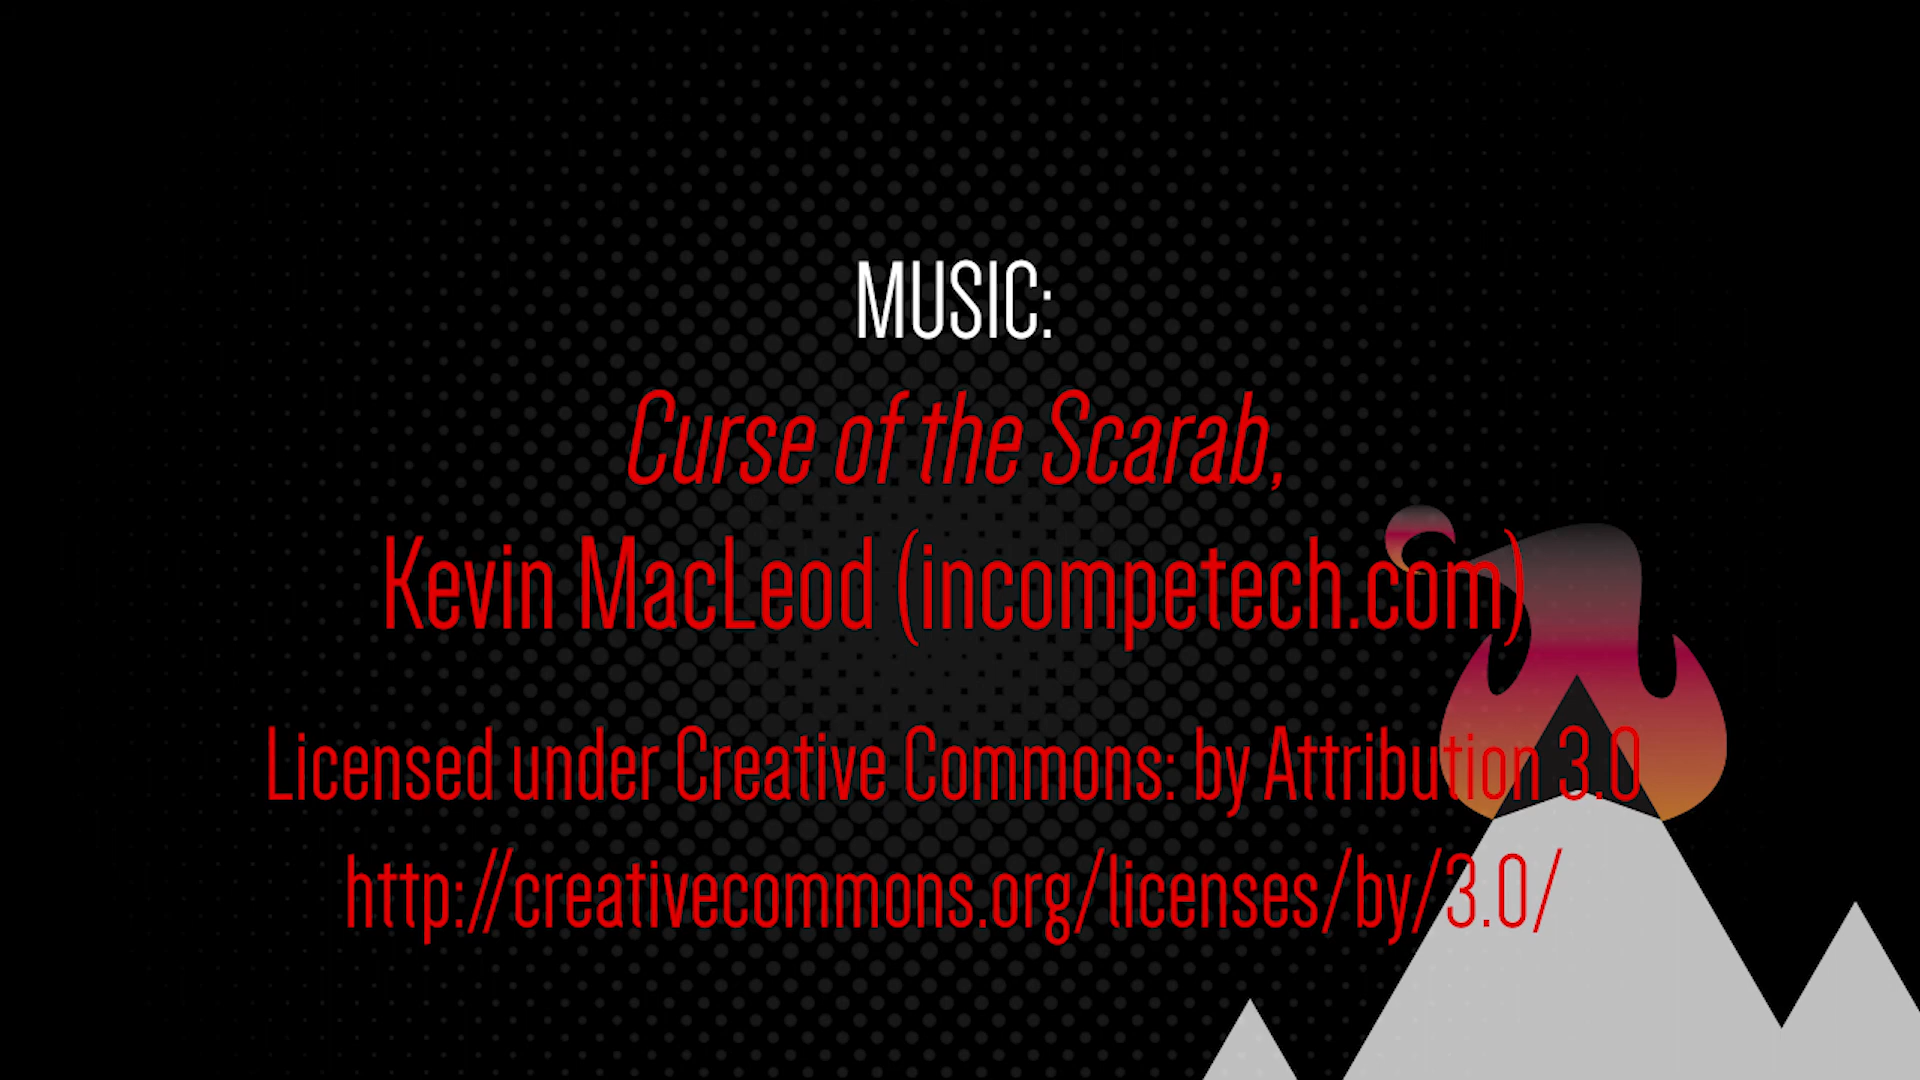 MUSIC:
Curse of the Scarab,
Kevin MacLeod (incompetech.com)
Licensed under Creative Commons: by Attribution 3.0
http://creativecommons.org/licenses/by/3.0/